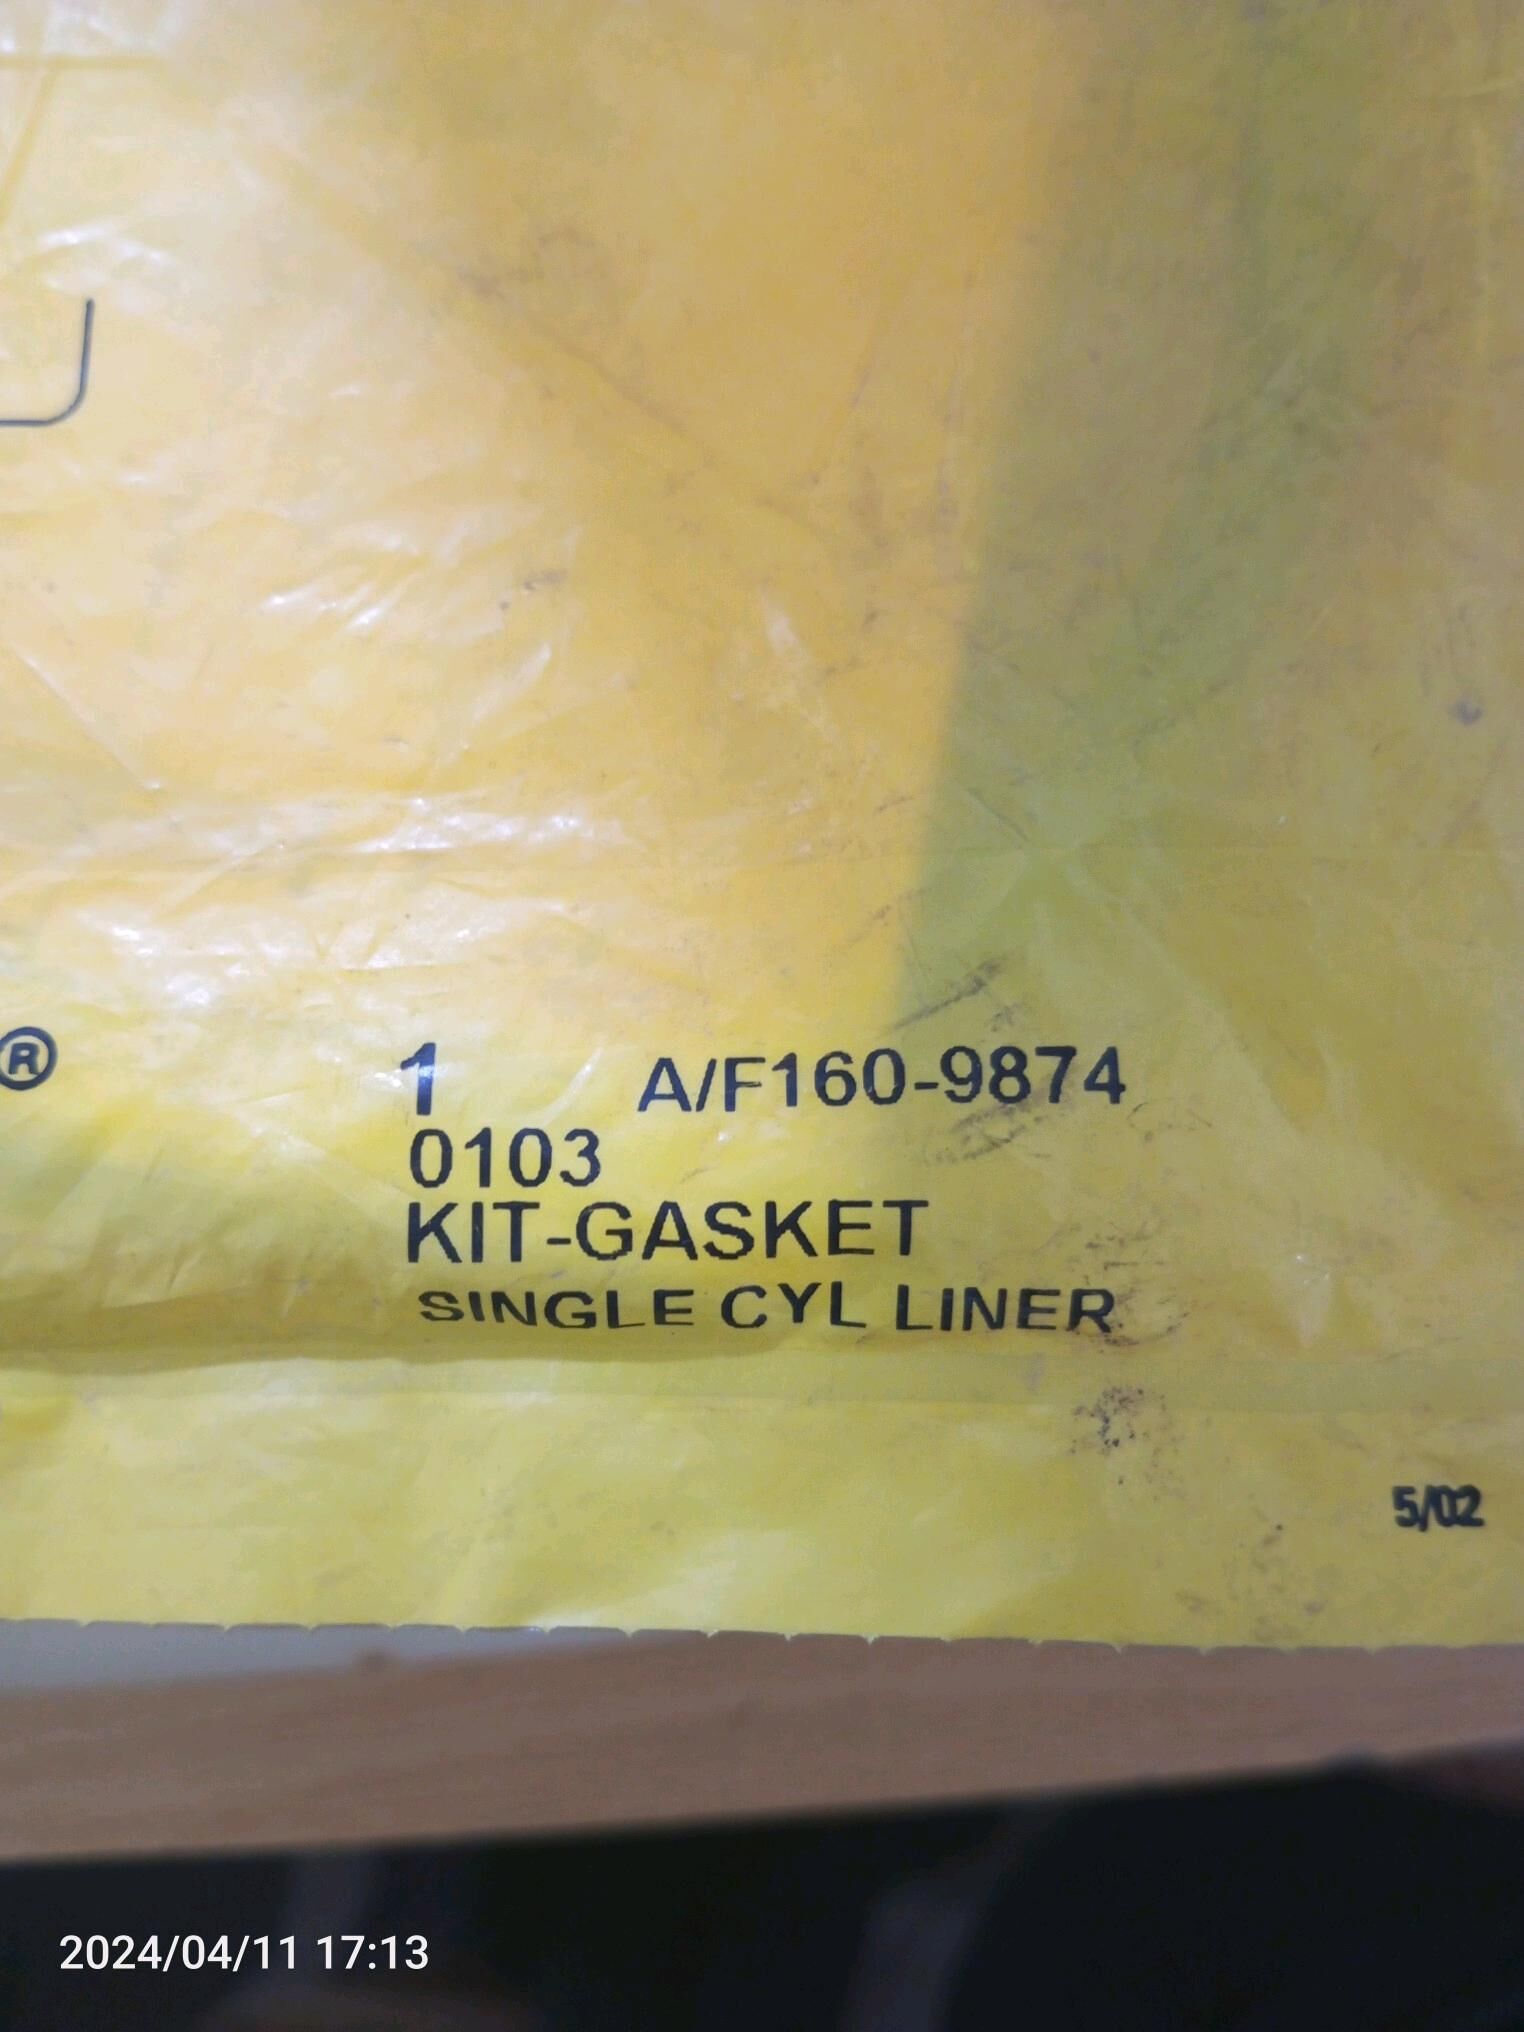 ®
1 A/F160-9874
0103
KIT-GASKET
SINGLE CYL LINER
5/02
2024/04/11 17:13